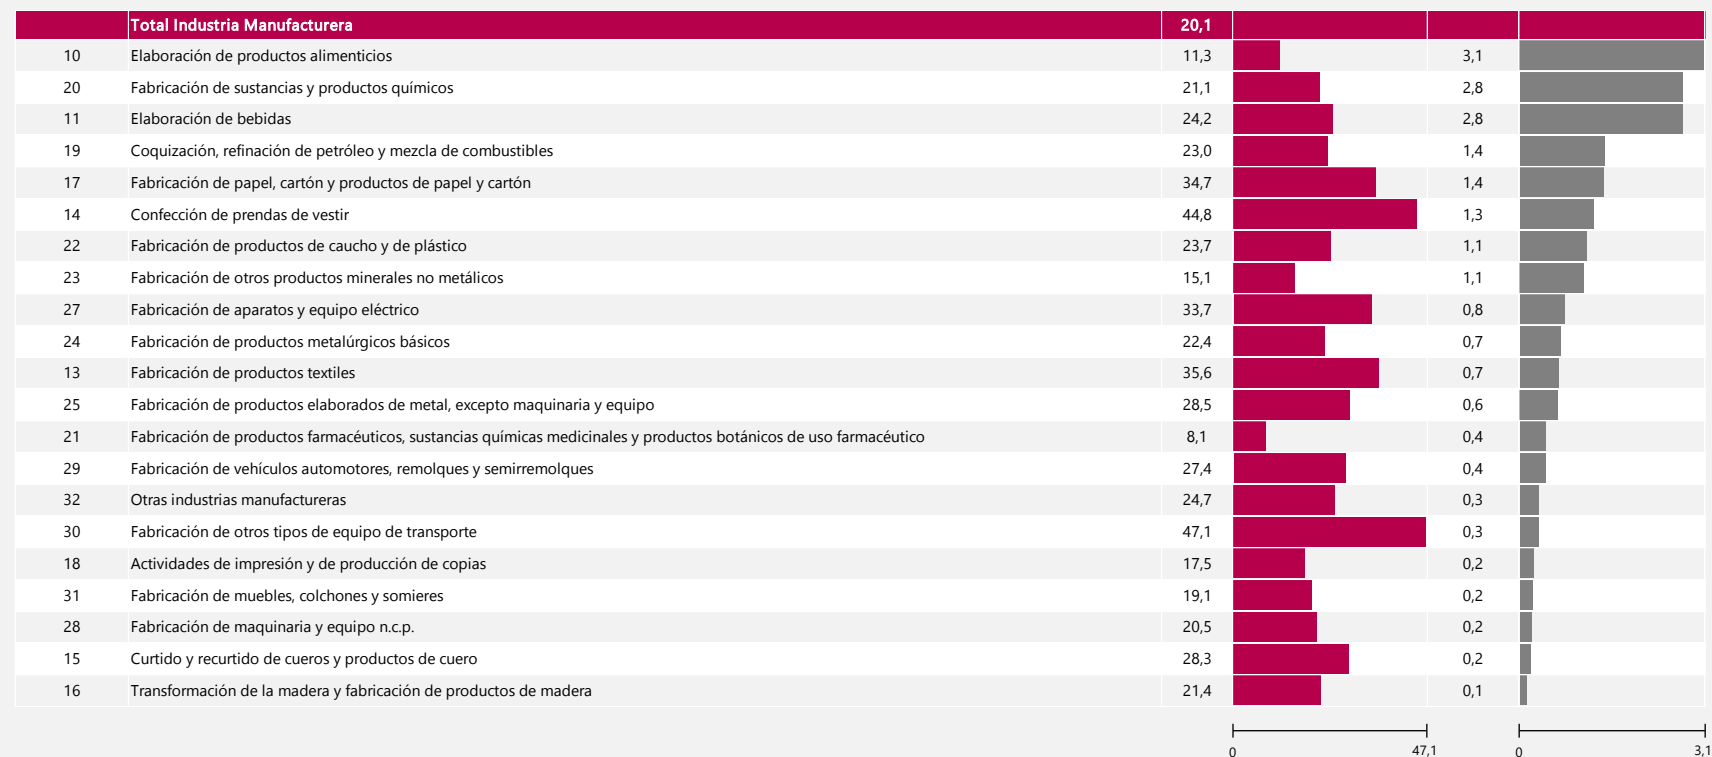 Total Industria Manufacturera 20,1
10 Elaboración de productos alimenticios 11,3 3,1
20 Fabricación de sustancias y productos químicos 21,1 2,8
11 Elaboración de bebidas 24,2 2,8
19 Coquización, refinación de petróleo y mezcla de combustibles 23,0 1,4
17 Fabricación de papel, cartón y productos de papel y cartón 34,7 1,4
14 Confección de prendas de vestir 44,8 1,3
22 Fabricación de productos de caucho y de plástico 23,7 1,1
23 Fabricación de otros productos minerales no metálicos 15,1 1,1
27 Fabricación de aparatos y equipo eléctrico 33,7 0,8
24 Fabricación de productos metalúrgicos básicos 22,4 0,7
13 Fabricación de productos textiles 35,6 0,7
25 Fabricación de productos elaborados de metal, excepto maquinaria y equipo 28,5 0,6
21 Fabricación de productos farmacéuticos, sustancias químicas medicinales y productos botánicos de uso farmacéutico 8,1 0,4
29 Fabricación de vehículos automotores, remolques y semirremolques 27,4 0,4
32 Otras industrias manufactureras 24,7 0,3
30 Fabricación de otros tipos de equipo de transporte 47,1 0,3
18 Actividades de impresión y de producción de copias 17,5 0,2
31 Fabricación de muebles, colchones y somieres 19,1 0,2
28 Fabricación de maquinaria y equipo n.c.p. 20,5 0,2
15 Curtido y recurtido de cueros y productos de cuero 28,3 0,2
16 Transformación de la madera y fabricación de productos de madera 21,4 0,1
0 47,1 0 3,1